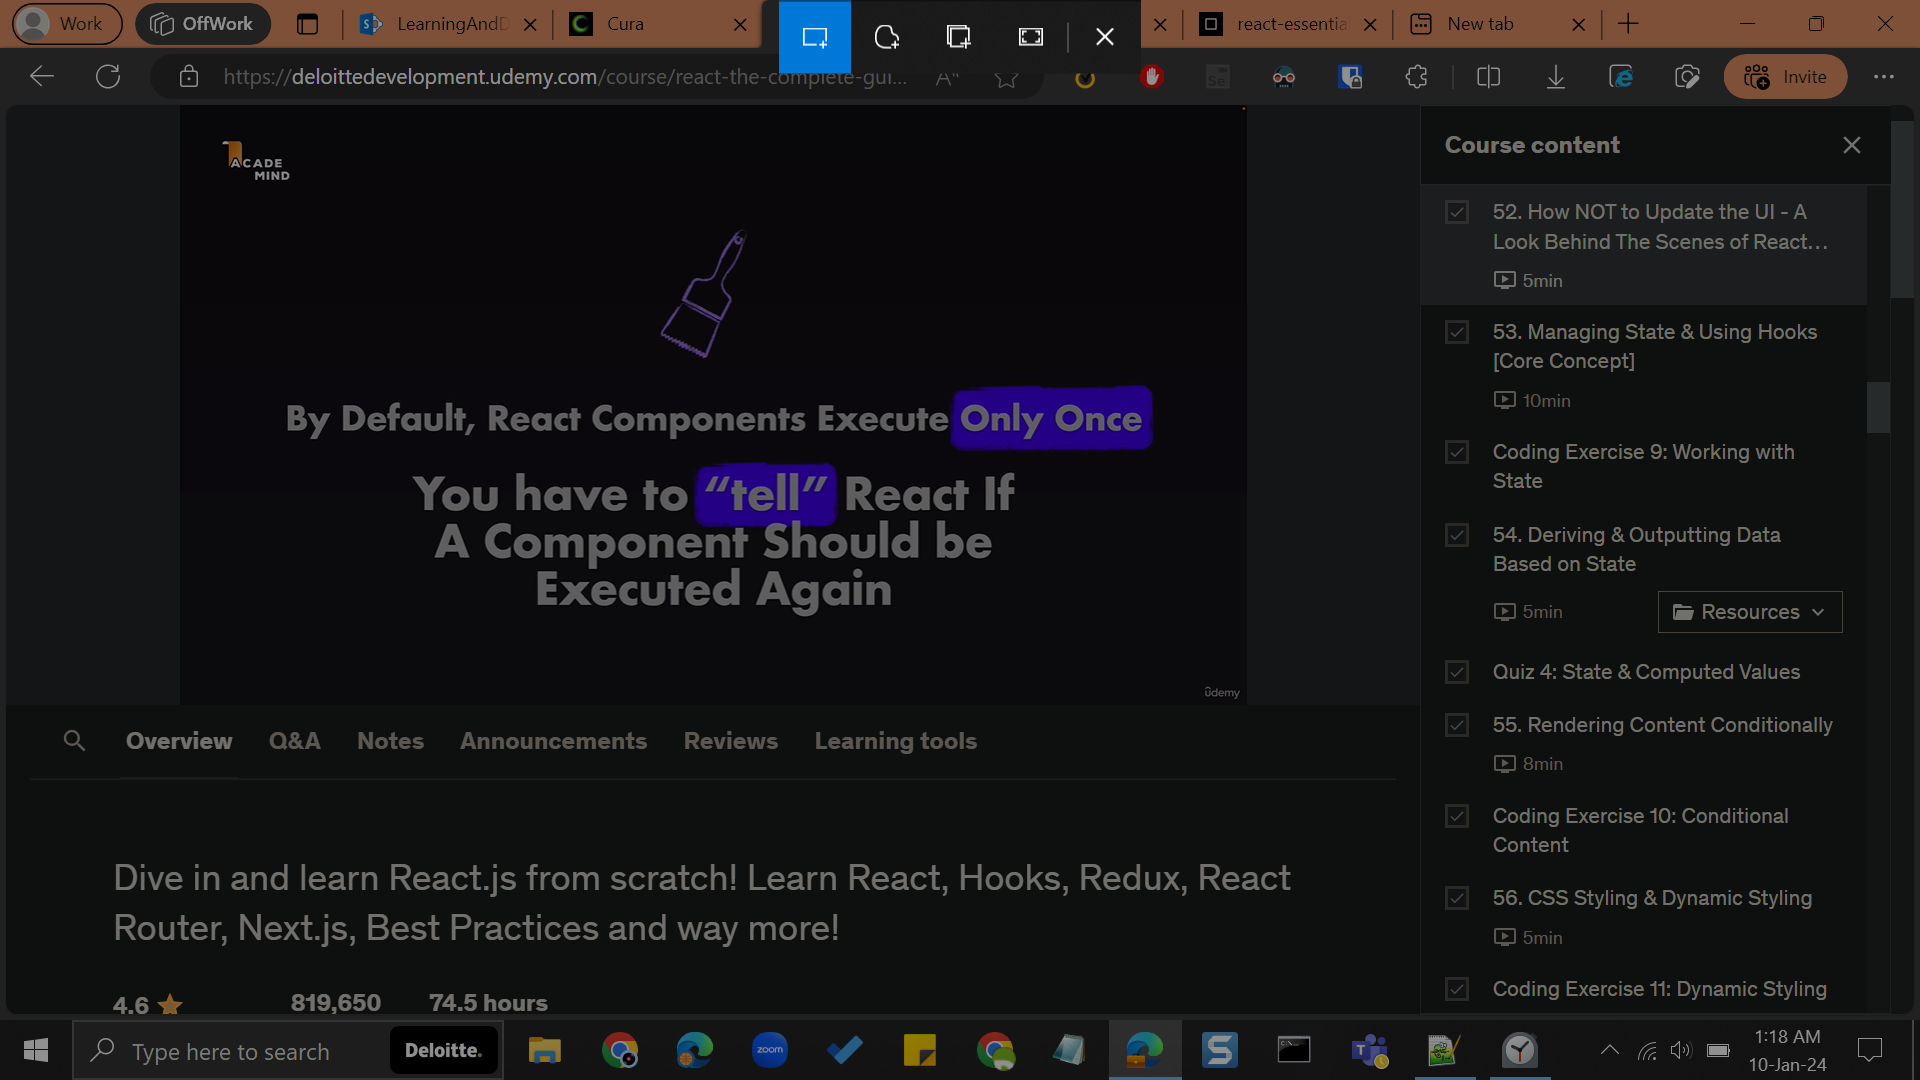 Work
OffWork
LearningAndD
Cura
react-essentia
New tab
https://deloittedevelopment.udemy.com/course/react-the-complete-gui...
Invite
ACADE
MIND
By Default, React Components Execute Only Once
You have to “tell” React If
A Component Should be
Executed Again
ûdemy
Course content
52. How NOT to Update the UI - A
Look Behind The Scenes of React...
5min
53. Managing State & Using Hooks
[Core Concept]
10min
Coding Exercise 9: Working with
State
54. Deriving & Outputting Data
Based on State
5min
Resources
Quiz 4: State & Computed Values
55. Rendering Content Conditionally
8min
Coding Exercise 10: Conditional
Content
56. CSS Styling & Dynamic Styling
5min
Coding Exercise 11: Dynamic Styling
Overview
Q&A
Notes
Announcements
Reviews
Learning tools
Dive in and learn React.js from scratch! Learn React, Hooks, Redux, React
Router, Next.js, Best Practices and way more!
4.6
819,650
74.5 hours
Type here to search
Deloitte.
zoom
1:18 AM
10-Jan-24